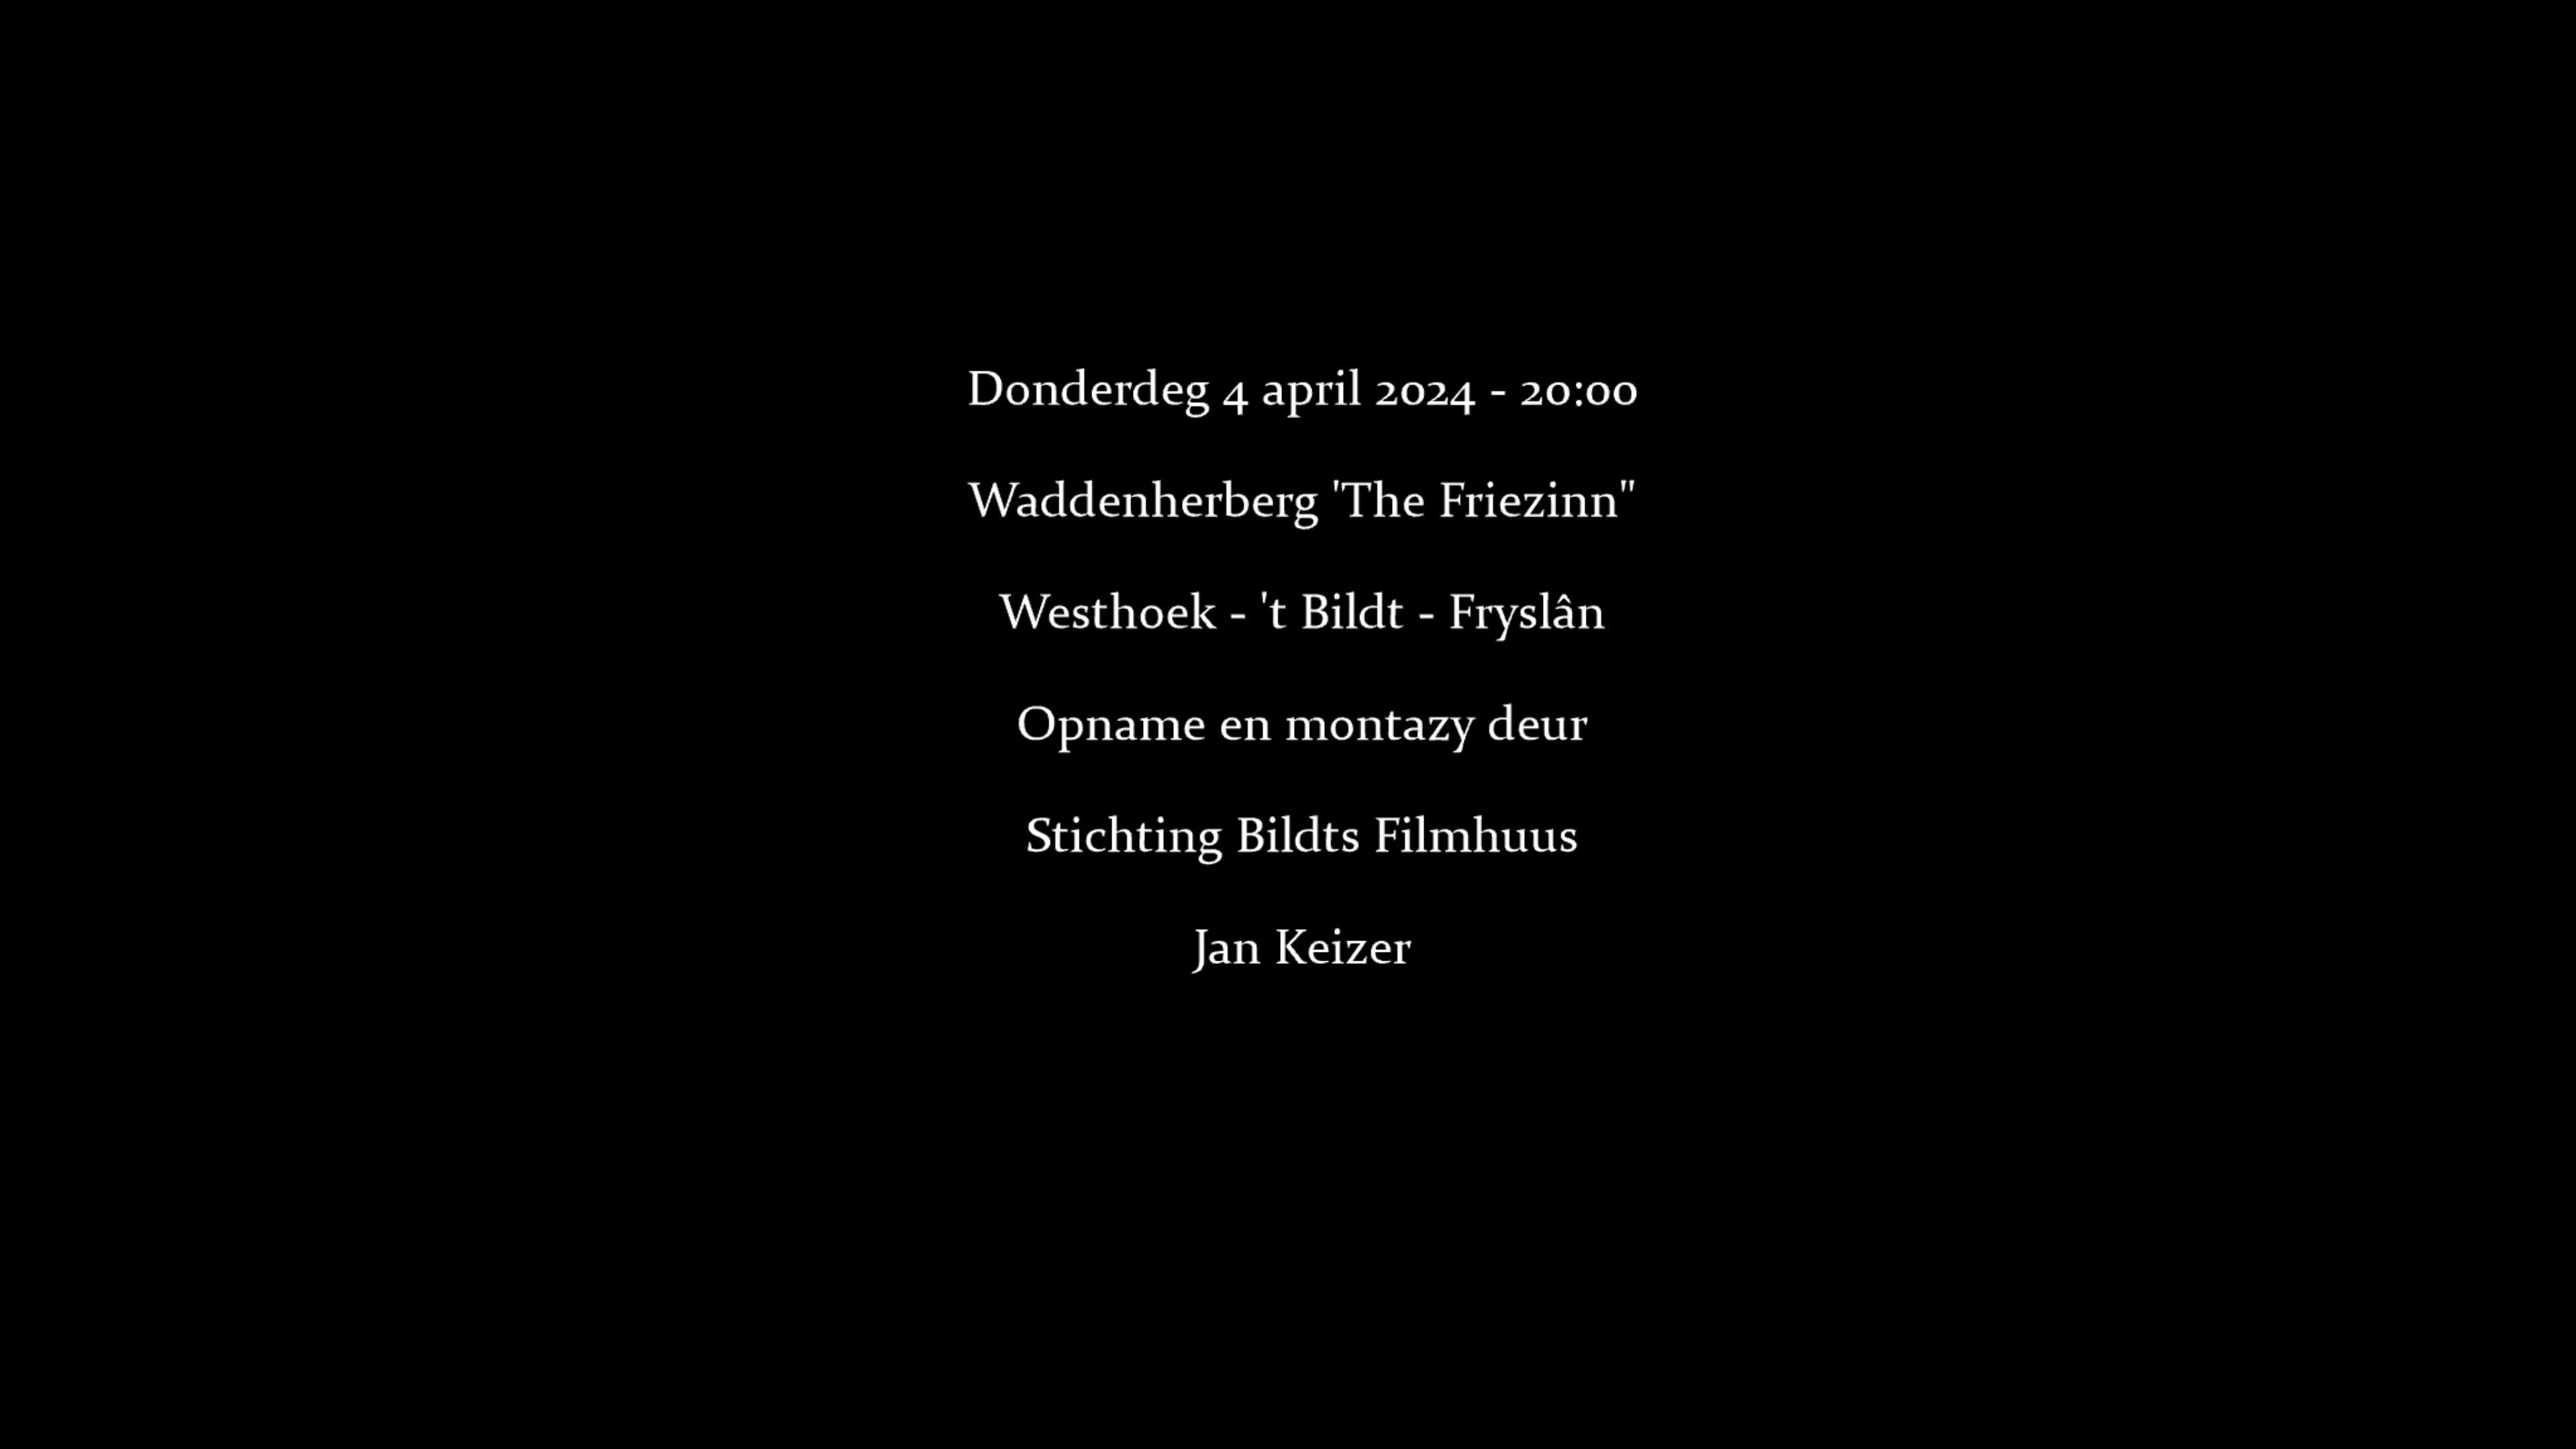 Donderdeg 4 april 2024 - 20:00
Waddenherberg 'The Friezinn"
Westhoek - 't Bildt - Fryslân
Opname en montazy deur
Stichting Bildts Filmhuus
Jan Keizer